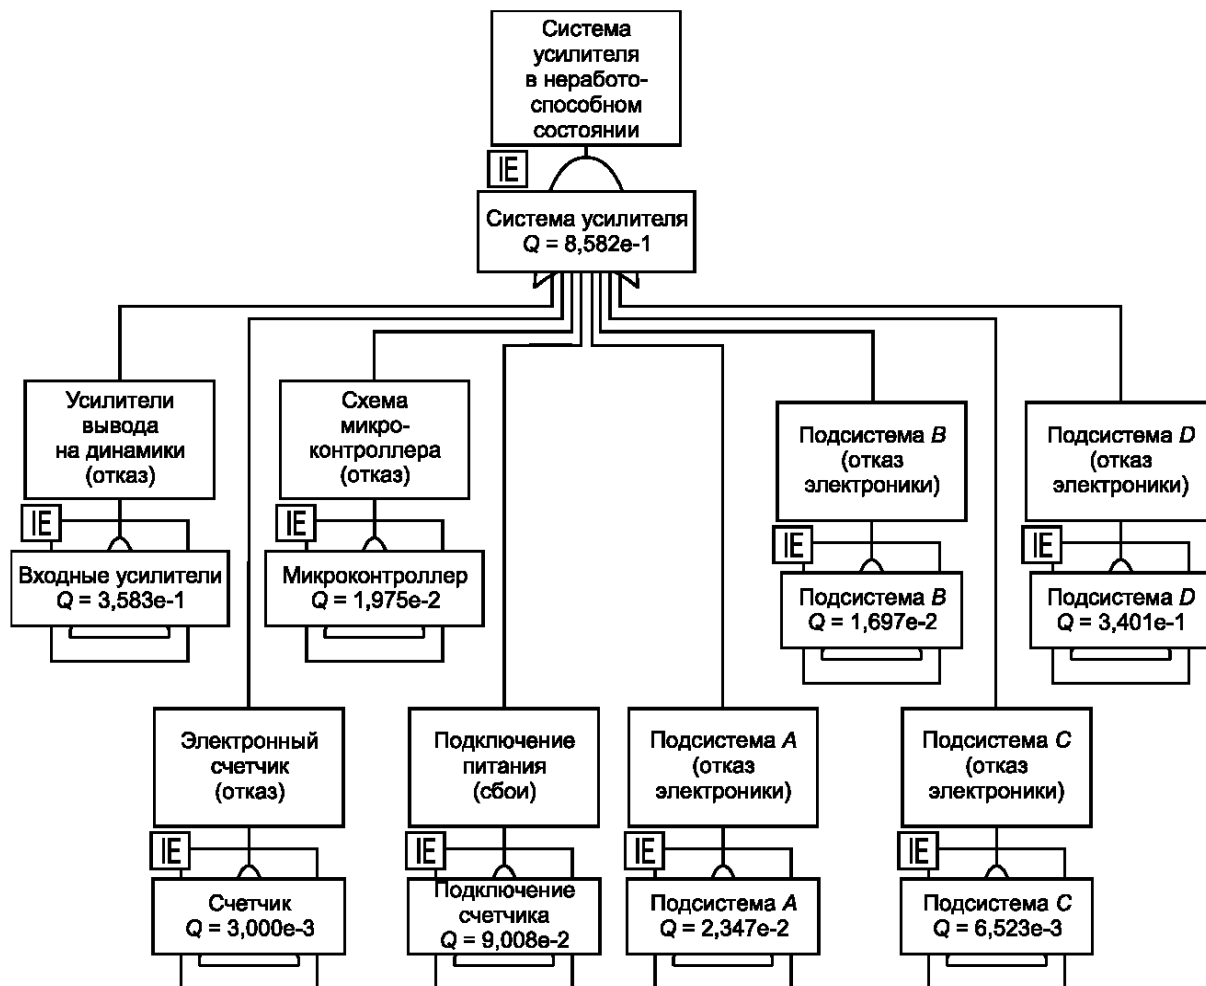 Система
усилителя
в неработо-
способном
состоянии
IE
Система усилителя
Q = 8,582e-1
Усилители
вывода
на динамики
(отказ)
IE
Входные усилители
Q = 3,583e-1
Схема
микро-
контроллера
(отказ)
IE
Микроконтроллер
Q = 1,975e-2
Подсистема B
(отказ
электроники)
IE
Подсистема B
Q = 1,697e-2
Подсистема D
(отказ
электроники)
IE
Подсистема D
Q = 3,401e-1
Электронный
счетчик
(отказ)
IE
Счетчик
Q = 3,000e-3
Подключение
питания
(сбои)
IE
Подключение
счетчика
Q = 9,008e-2
Подсистема A
(отказ
электроники)
IE
Подсистема A
Q = 2,347e-2
Подсистема C
(отказ
электроники)
IE
Подсистема C
Q = 6,523e-3